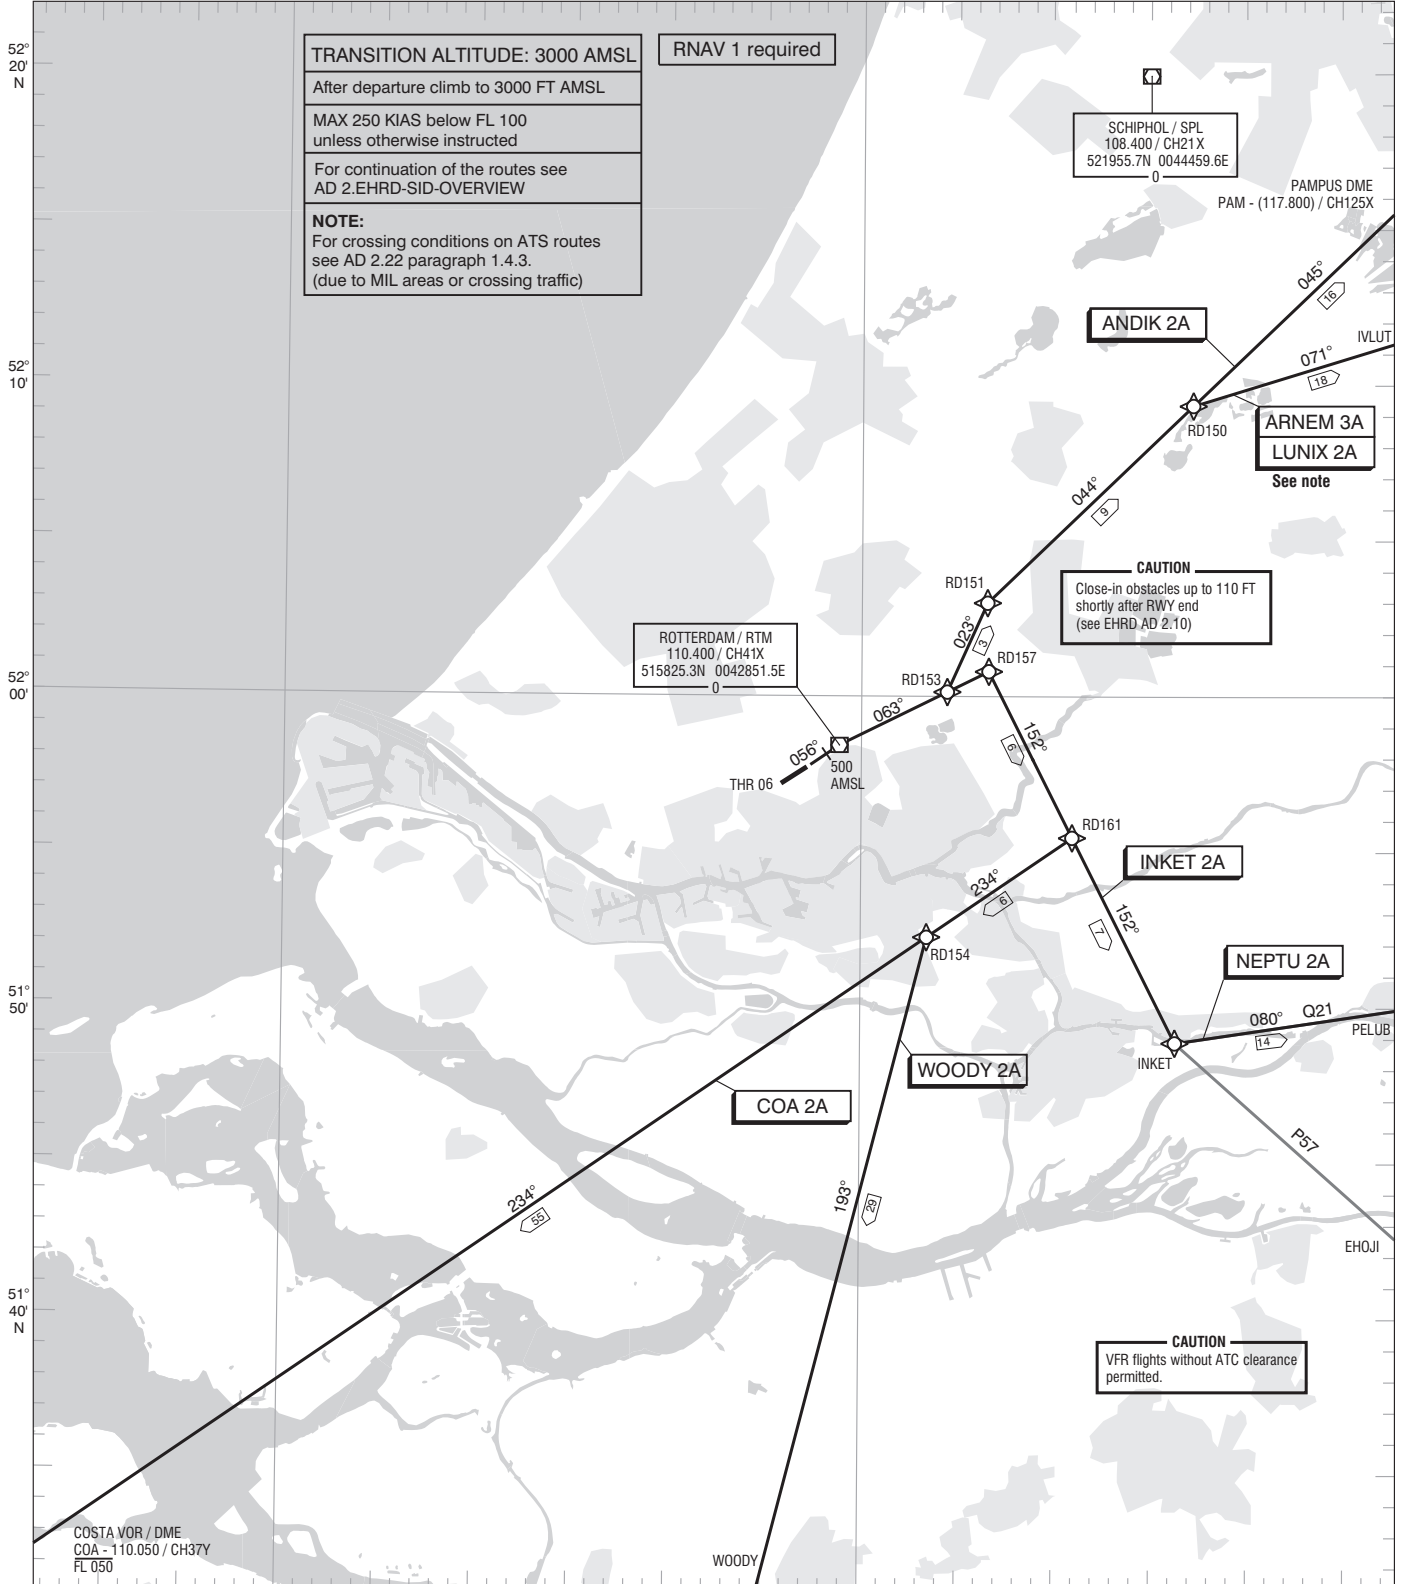 52°
20'
N
TRANSITION ALTITUDE: 3000 AMSL
After departure climb to 3000 FT AMSL
MAX 250 KIAS below FL 100
unless otherwise instructed
For continuation of the routes see
AD 2.EHRD-SID-OVERVIEW
NOTE:
For crossing conditions on ATS routes
see AD 2.22 paragraph 1.4.3.
(due to MIL areas or crossing traffic)
RNAV 1 required
SCHIPHOL / SPL
108.400 / CH21X
521955.7N 0044459.6E
0
PAMPUS DME
PAM - (117.800) / CH125X
045°
16
ANDIK 2A
IVLUT
071°
18
52°
10'
RD150
ARNEM 3A
LUNIX 2A
See note
044°
9
CAUTION
Close-in obstacles up to 110 FT
shortly after RWY end
(see EHRD AD 2.10)
RD151
023°
3
ROTTERDAM / RTM
110.400 / CH41X
515825.3N 0042851.5E
0
RD157
RD153
52°
00'
063°
056°
500
AMSL
THR 06
152°
6
RD161
INKET 2A
234°
6
152°
7
RD154
NEPTU 2A
51°
50'
080°
Q21
14
PELUB
INKET
WOODY 2A
COA 2A
P57
234°
55
193°
29
EHOJI
51°
40'
N
CAUTION
VFR flights without ATC clearance
permitted.
COSTA VOR / DME
COA - 110.050 / CH37Y
FL 050
WOODY